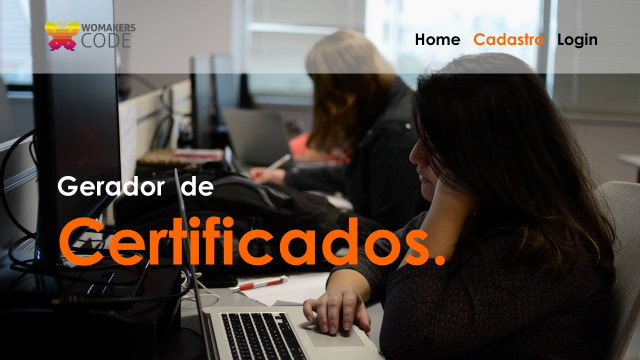 WOMAKERS
CODE
Home Cadastro Login
Gerador de
Certificados.